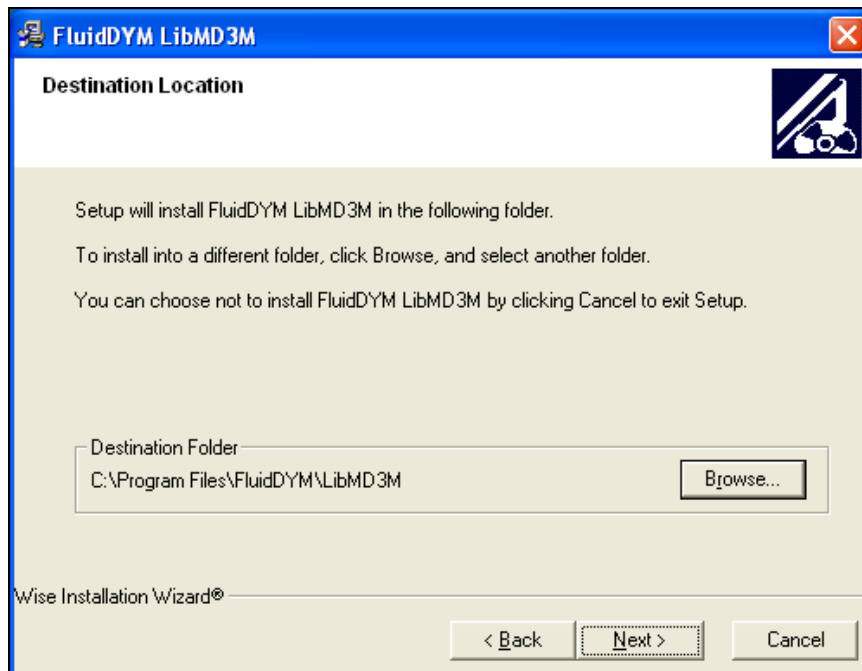 FluidDYM LibMD3M
Destination Location
Setup will install FluidDYM LibMD3M in the following folder.
To install into a different folder, click Browse, and select another folder.
You can choose not to install FluidDYM LibMD3M by clicking Cancel to exit Setup.
Destination Folder
C:\Program Files\FluidDYM\LibMD3M
Browse...
Wise Installation Wizard®
< Back
Next >
Cancel